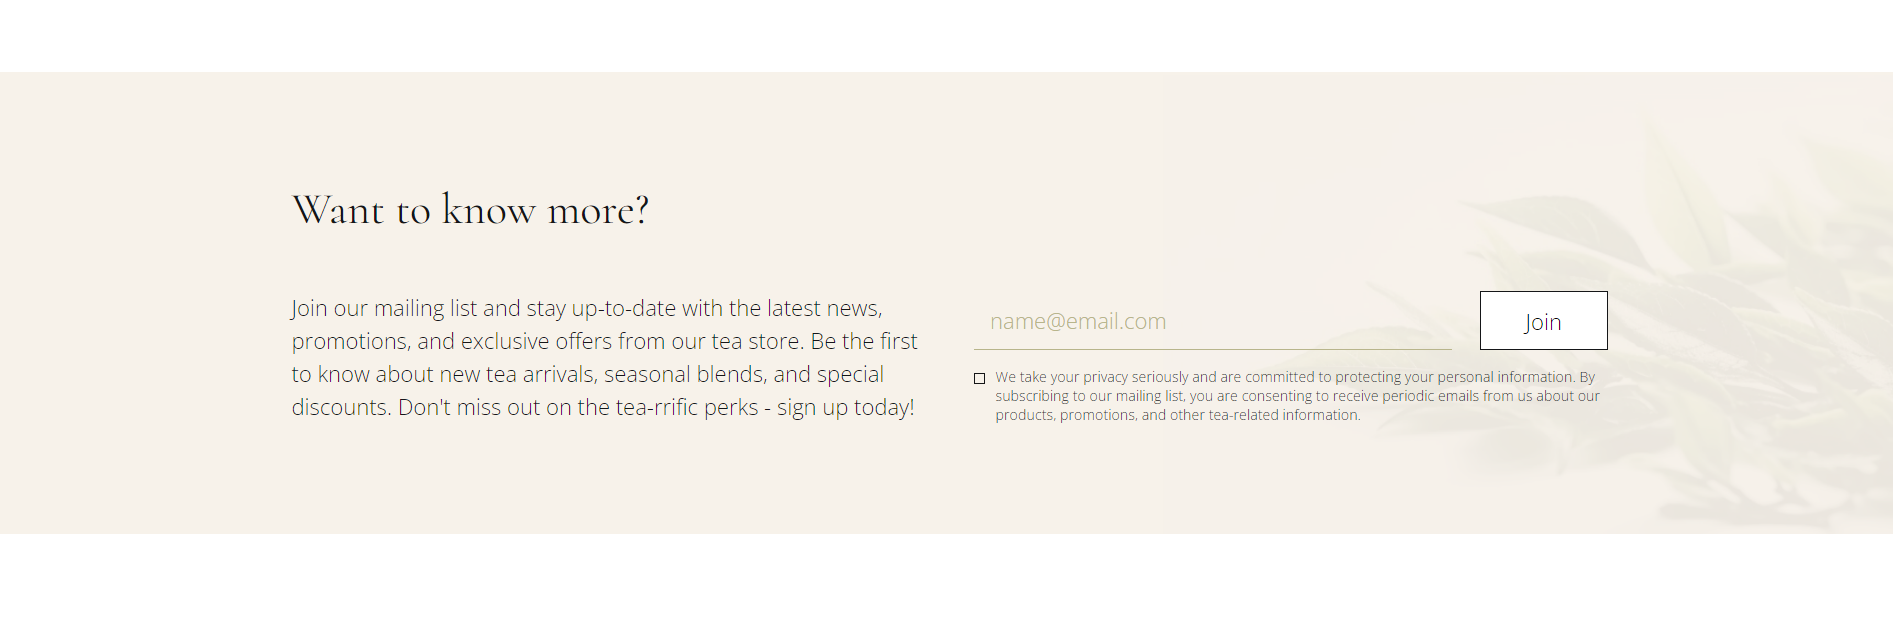 Want to know more?
Join our mailing list and stay up-to-date with the latest news,
promotions, and exclusive offers from our tea store. Be the first
to know about new tea arrivals, seasonal blends, and special
discounts. Don't miss out on the tea-rrific perks - sign up today!
name@email.com
Join
We take your privacy seriously and are committed to protecting your personal information. By
subscribing to our mailing list, you are consenting to receive periodic emails from us about our
products, promotions, and other tea-related information.